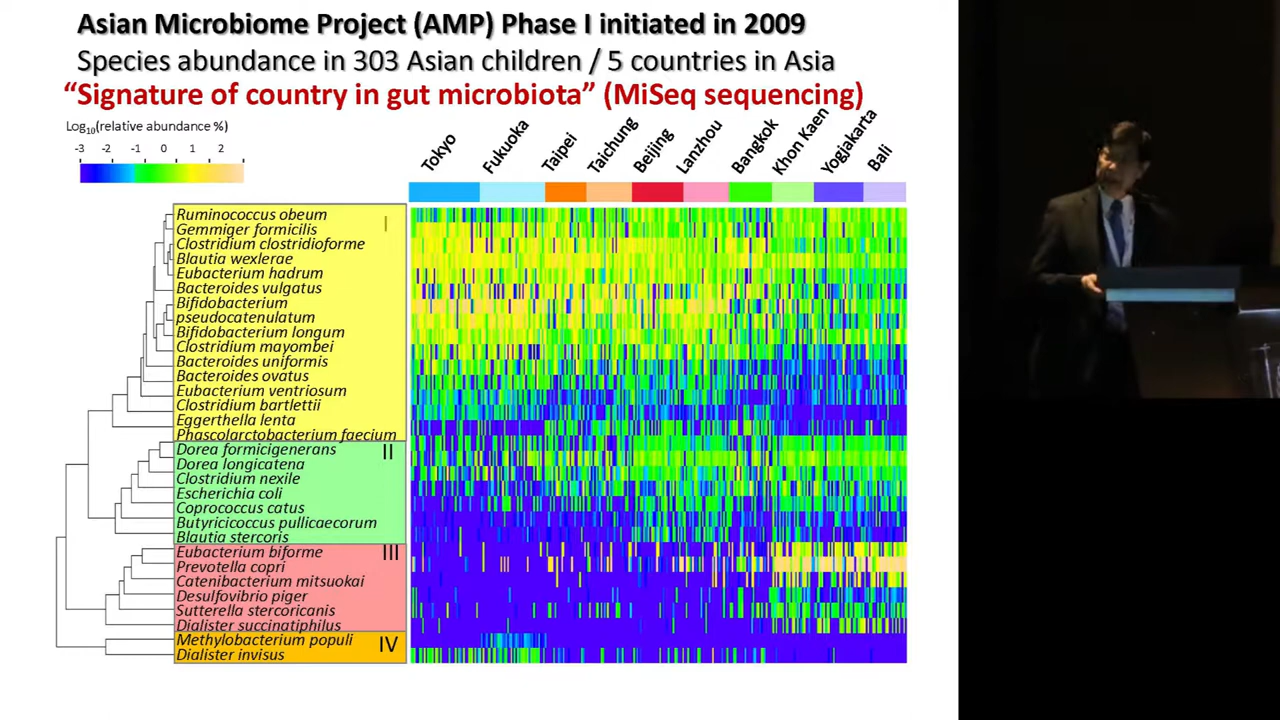 Asian Microbiome Project (AMP) Phase I initiated in 2009
Species abundance in 303 Asian children / 5 countries in Asia
“Signature of country in gut microbiota” (MiSeq sequencing)
Log10(relative abundance %)
-3 -2 -1 0 1 2
Tokyo
Fukuoka
Taipei
Taichung
Beijing
Lanzhou
Bangkok
Khon Kaen
Yogjakarta
Bali
Ruminococcus obeum
I
Gemmiger formicilis
Clostridium clostridioforme
Blautia wexlerae
Eubacterium hadrum
Bacteroides vulgatus
Bifidobacterium
pseudocatenulatum
Bifidobacterium longum
Clostridium mayombei
Bacteroides uniformis
Bacteroides ovatus
Eubacterium ventriosum
Clostridium bartlettii
Eggerthella lenta
Phascolarctobacterium faecium
Dorea formicigenerans
II
Dorea longicatena
Clostridium nexile
Escherichia coli
Coprococcus catus
Butyricicoccus pullicaecorum
Blautia stercoris
Eubacterium biforme
III
Prevotella copri
Catenibacterium mitsuokai
Desulfovibrio piger
Sutterella stercoricanis
Dialister succinatiphilus
Methylobacterium populi
IV
Dialister invisus